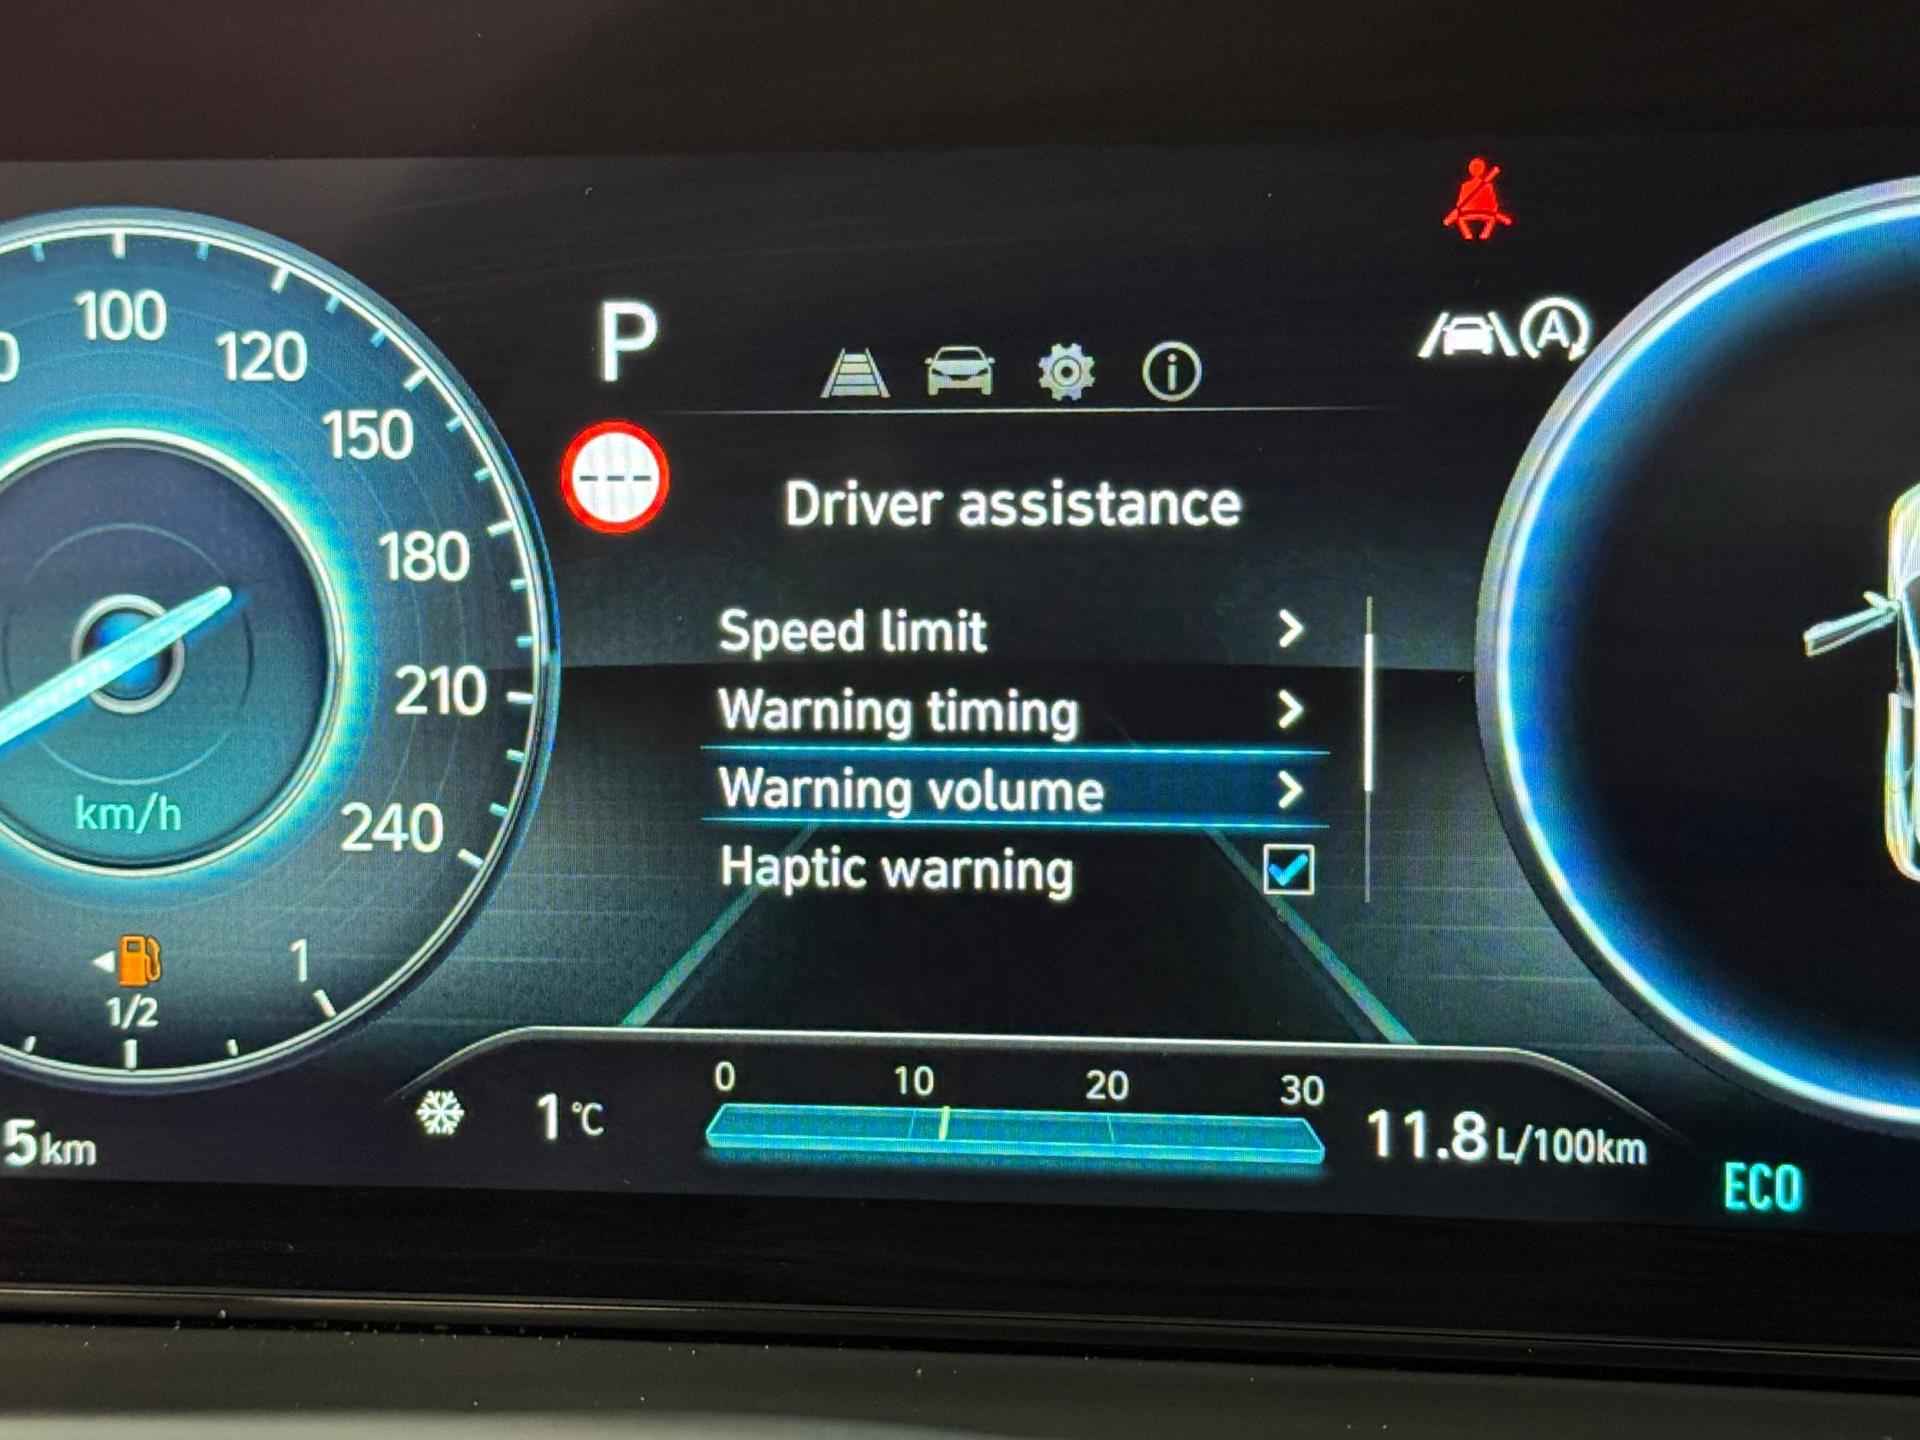 100
120
150
180
210
240
km/h
1/2
1
5km
P
---
Driver assistance
Speed limit
Warning timing
Warning volume
Haptic warning
A
1 °C
0 10 20 30
11.8 L/100km
ECO